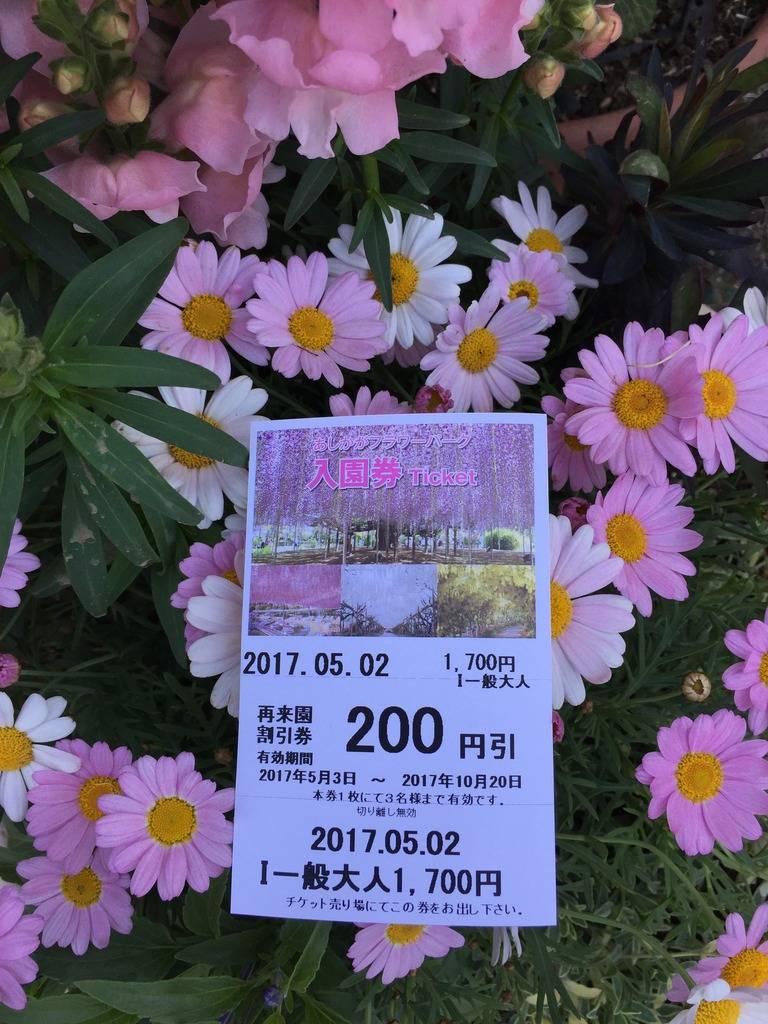 あしかがフラワーパーク
入園券 Ticket
2017.05.02 1,700円
I一般大人
再来園
割引券 200 円引
有効期間
2017年5月3日 ～ 2017年10月20日
本券1枚にて3名様まで有効です。
切り離し無効
2017.05.02
I一般大人1,700円
チケット売り場にてこの券をお出し下さい。